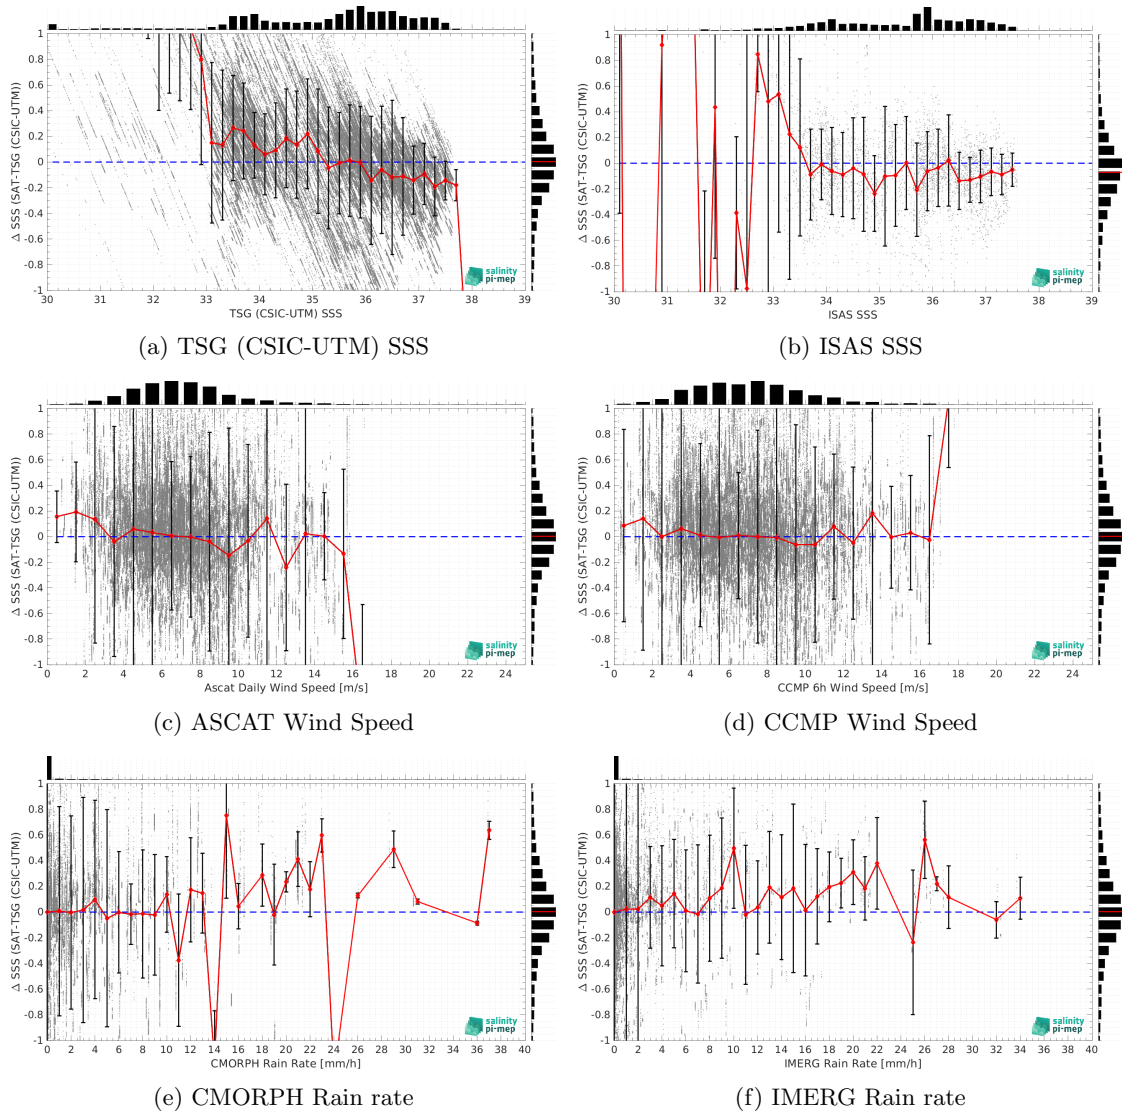 1
0.8
0.6
0.4
0.2
0
-0.2
-0.4
-0.6
-0.8
-1
Δ SSS (SAT-TSG (CSIC-UTM))
30 31 32 33 34 35 36 37 38 39
TSG (CSIC-UTM) SSS
salinity
pi-mep
(a) TSG (CSIC-UTM) SSS
1
0.8
0.6
0.4
0.2
0
-0.2
-0.4
-0.6
-0.8
-1
Δ SSS (SAT-TSG (CSIC-UTM))
30 31 32 33 34 35 36 37 38 39
ISAS SSS
salinity
pi-mep
(b) ISAS SSS
1
0.8
0.6
0.4
0.2
0
-0.2
-0.4
-0.6
-0.8
-1
Δ SSS (SAT-TSG (CSIC-UTM))
0 2 4 6 8 10 12 14 16 18 20 22 24
Ascat Daily Wind Speed [m/s]
salinity
pi-mep
(c) ASCAT Wind Speed
1
0.8
0.6
0.4
0.2
0
-0.2
-0.4
-0.6
-0.8
-1
Δ SSS (SAT-TSG (CSIC-UTM))
0 2 4 6 8 10 12 14 16 18 20 22 24
CCMP 6h Wind Speed [m/s]
salinity
pi-mep
(d) CCMP Wind Speed
1
0.8
0.6
0.4
0.2
0
-0.2
-0.4
-0.6
-0.8
-1
Δ SSS (SAT-TSG (CSIC-UTM))
0 2 4 6 8 10 12 14 16 18 20 22 24 26 28 30 32 34 36 38 40
CMORPH Rain Rate [mm/h]
salinity
pi-mep
(e) CMORPH Rain rate
1
0.8
0.6
0.4
0.2
0
-0.2
-0.4
-0.6
-0.8
-1
Δ SSS (SAT-TSG (CSIC-UTM))
0 2 4 6 8 10 12 14 16 18 20 22 24 26 28 30 32 34 36 38 40
IMERG Rain Rate [mm/h]
salinity
pi-mep
(f) IMERG Rain rate